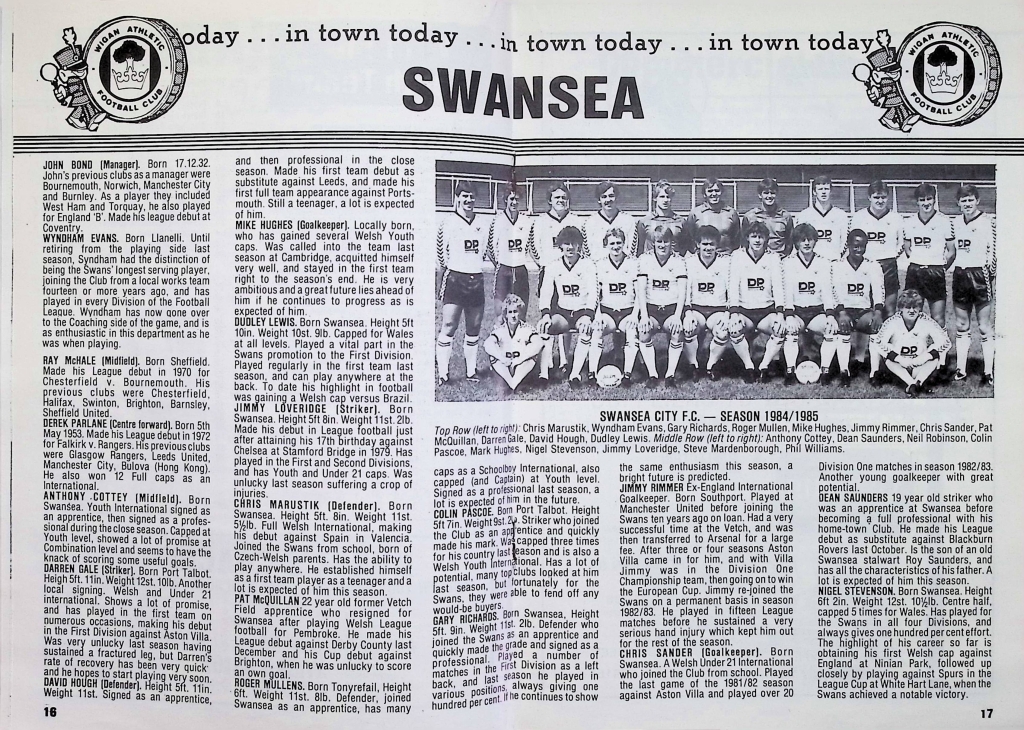 WIGAN ATHLETIC
FOOTBALL CLUB
oday ... in town today ... in town today ... in town today
WIGAN ATHLETIC
FOOTBALL CLUB
SWANSEA
JOHN BOND (Manager). Born 17.12.32.
John's previous clubs as a manager were
Bournemouth, Norwich, Manchester City
and Burnley. As a player they included
West Ham and Torquay, he also played
for England 'B'. Made his league debut at
Coventry.
WYNDHAM EVANS. Born Llanelli. Until
retiring from the playing side last
season, Syndham had the distinction of
being the Swans' longest serving player,
joining the Club from a local works team
fourteen or more years ago, and has
played in every Division of the Football
League. Wyndham has now gone over
to the Coaching side of the game, and is
as enthusiastic in this department as he
was when playing.
RAY McHALE (Midfield). Born Sheffield.
Made his League debut in 1970 for
Chesterfield v. Bournemouth. His
previous clubs were Chesterfield,
Halifax, Swinton, Brighton, Barnsley,
Sheffield United.
DEREK PARLANE (Centre forward). Born 5th
May 1953. Made his League debut in 1972
for Falkirk v. Rangers. His previous clubs
were Glasgow Rangers, Leeds United,
Manchester City, Bulova (Hong Kong).
He also won 12 Full caps as an
International.
ANTHONY COTTEY (Midfield). Born
Swansea. Youth International signed as
an apprentice, then signed as a profes-
sional during the close season. Capped at
Youth level, showed a lot of promise at
Combination level and seems to have the
knack of scoring some useful goals.
DARREN GALE (Striker). Born Port Talbot.
Heigh 5ft. 11in. Weight 12st. 10lb. Another
local signing. Welsh and Under 21
international. Shows a lot of promise,
and has played in the first team on
numerous occasions, making his debut
in the First Division against Aston Villa.
Was very unlucky last season having
sustained a fractured leg, but Darren's
rate of recovery has been very quick
and he hopes to start playing very soon.
DAVID HOUGH (Defender). Height 5ft. 11in.
Weight 11st. Signed as an apprentice,
16
and then professional in the close
season. Made his first team debut as
substitute against Leeds, and made his
first full team appearance against Ports-
mouth. Still a teenager, a lot is expected
of him.
MIKE HUGHES (Goalkeeper). Locally born,
who has gained several Welsh Youth
caps. Was called into the team last
season at Cambridge, acquitted himself
very well, and stayed in the first team
right to the season's end. He is very
ambitious and a great future lies ahead of
him if he continues to progress as is
expected of him.
DUDLEY LEWIS. Born Swansea. Height 5ft
10in. Weight 10st. 9lb. Capped for Wales
at all levels. Played a vital part in the
Swans promotion to the First Division.
Played regularly in the first team last
season, and can play anywhere at the
back. To date his highlight in football
was gaining a Welsh cap versus Brazil.
JIMMY LOVERIDGE (Striker). Born
Swansea. Height 5ft 8in. Weight 11st. 2lb.
Made his debut in League football just
after attaining his 17th birthday against
Chelsea at Stamford Bridge in 1979. Has
played in the First and Second Divisions,
and has Youth and Under 21 caps. Was
unlucky last season suffering a crop of
injuries.
CHRIS MARUSTIK (Defender). Born
Swansea. Height 5ft. 8in. Weight 11st.
5½lb. Full Welsh International, making
his debut against Spain in Valencia.
Joined the Swans from school, born of
Czech-Welsh parents. Has the ability to
play anywhere. He established himself
as a first team player as a teenager and a
lot is expected of him this season.
PAT McQUILLAN 22 year old former Vetch
Field apprentice who resigned for
Swansea after playing Welsh League
football for Pembroke. He made his
League debut against Derby County last
December and his Cup debut against
Brighton, when he was unlucky to score
an own goal.
ROGER MULLENS. Born Tonyrefail, Height
6ft. Weight 11st. 8lb. Defender, joined
Swansea as an apprentice, has many
SWANSEA CITY F.C. — SEASON 1984/1985
Top Row (left to right): Chris Marustik, Wyndham Evans, Gary Richards, Roger Mullen, Mike Hughes, Jimmy Rimmer, Chris Sander, Pat
McQuillan, Darren Gale, David Hough, Dudley Lewis. Middle Row (left to right): Anthony Cottey, Dean Saunders, Neil Robinson, Colin
Pascoe, Mark Hughes, Nigel Stevenson, Jimmy Loveridge, Steve Mardenborough, Phil Williams.
caps as a Schoolboy International, also
capped (and Captain) at Youth level.
Signed as a professional last season, a
lot is expected of him in the future.
COLIN PASCOE. Born Port Talbot. Height
5ft 7in. Weight 9st. Striker who joined
the Club as an apprentice and quickly
made his mark. Was capped three times
for his country last season and is also a
Welsh Youth International. Has a lot of
potential, many top clubs looked at him
last season, but fortunately for the
Swans, they were able to fend off any
would-be buyers.
GARY RICHARDS. Born Swansea, Height
5ft. 9in. Weight 11st. 2lb. Defender who
joined the Swans as an apprentice and
quickly made the grade and signed as a
professional. Played a number of
matches in the First Division as a left
back, and last season he played in
various positions, always giving one
hundred per cent. If he continues to show
the same enthusiasm this season, a
bright future is predicted.
JIMMY RIMMER Ex-England International
Goalkeeper. Born Southport. Played at
Manchester United before joining the
Swans ten years ago on loan. Had a very
successful time at the Vetch, and was
then transferred to Arsenal for a large
fee. After three or four seasons Aston
Villa came in for him, and with Villa
Jimmy was in the Division One
Championship team, then going on to win
the European Cup. Jimmy re-joined the
Swans on a permanent basis in season
1982/83. He played in fifteen League
matches before he sustained a very
serious hand injury which kept him out
for the rest of the season.
CHRIS SANDER (Goalkeeper). Born
Swansea. A Welsh Under 21 International
who joined the Club from school. Played
the last game of the 1981/82 season
against Aston Villa and played over 20
Division One matches in season 1982/83.
Another young goalkeeper with great
potential.
DEAN SAUNDERS 19 year old striker who
was an apprentice at Swansea before
becoming a full professional with his
home-town Club. He made his League
debut as substitute against Blackburn
Rovers last October. Is the son of an old
Swansea stalwart Roy Saunders, and
has all the characteristics of his father. A
lot is expected of him this season.
NIGEL STEVENSON. Born Swansea. Height
6ft 2in. Weight 12st. 10½lb. Centre half,
capped 5 times for Wales. Has played for
the Swans in all four Divisions, and
always gives one hundred per cent effort.
The highlight of his career so far is
obtaining his first Welsh cap against
England at Ninian Park, followed up
closely by playing against Spurs in the
League Cup at White Hart Lane, when the
Swans achieved a notable victory.
17